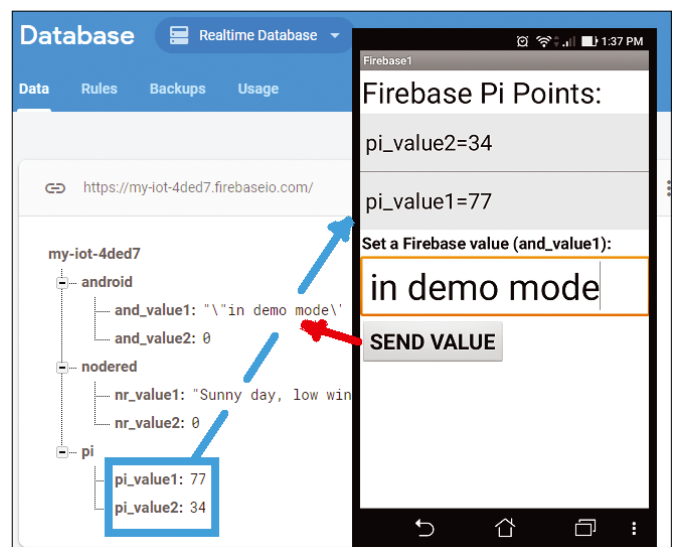 Database
Realtime Database
Data Rules Backups Usage
https://my-iot-4ded7.firebaseio.com/
my-iot-4ded7
android
and_value1: "\"in demo mode\'
and_value2: 0
nodered
nr_value1: "Sunny day, low win
nr_value2: 0
pi
pi_value1: 77
pi_value2: 34
1:37 PM
Firebase1
Firebase Pi Points:
pi_value2=34
pi_value1=77
Set a Firebase value (and_value1):
in demo mode
SEND VALUE